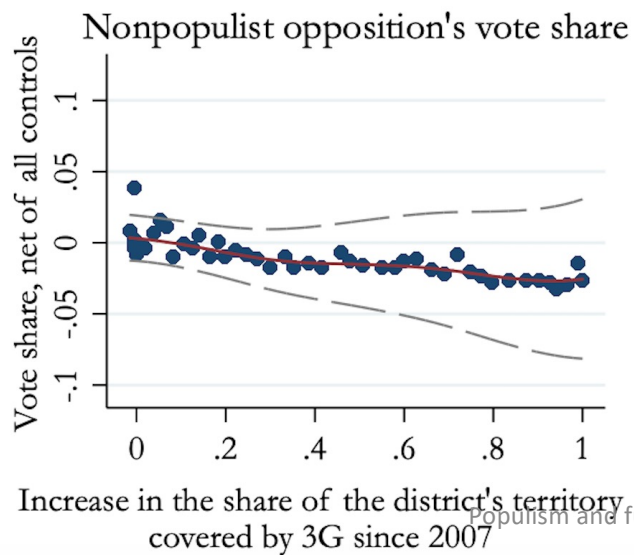 Nonpopulist opposition's vote share
Vote share, net of all controls
.1
.05
0
-.05
-.1
0 .2 .4 .6 .8 1
Increase in the share of the district's territory
covered by 3G since 2007
Populism and f